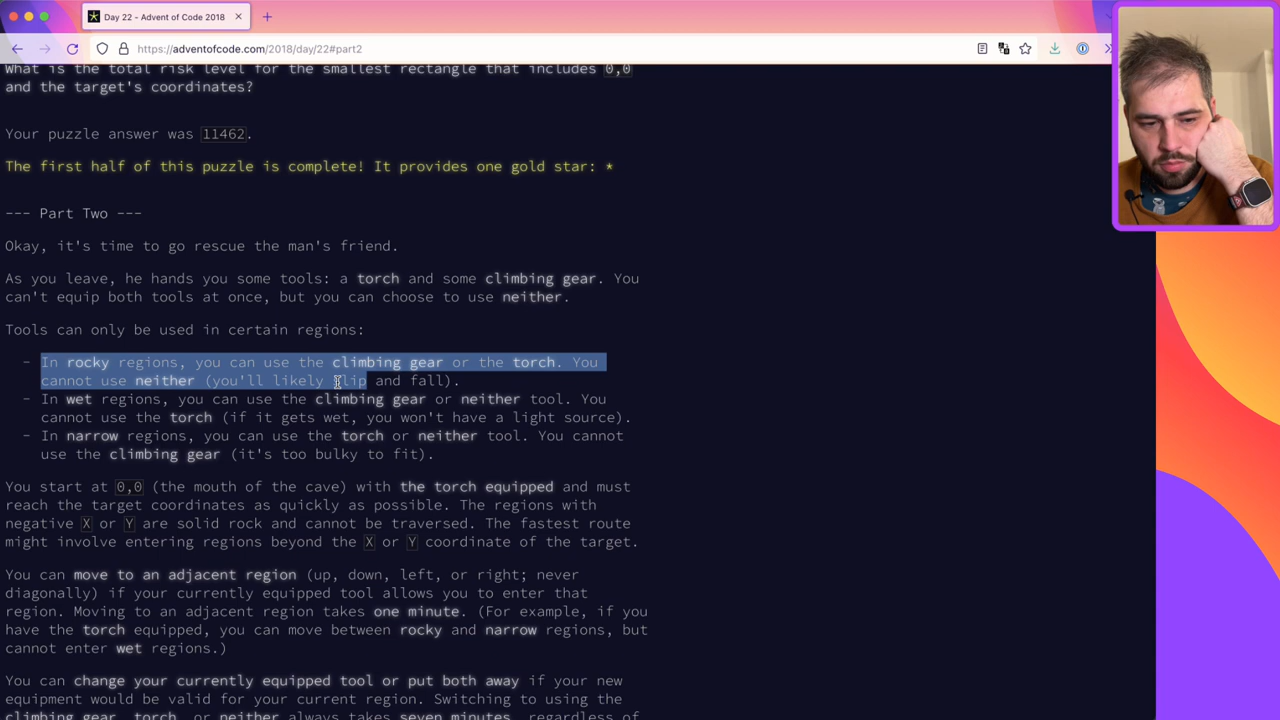 Day 22 - Advent of Code 2018
https://adventofcode.com/2018/day/22#part2
What is the total risk level for the smallest rectangle that includes 0,0
and the target's coordinates?
Your puzzle answer was 11462.
The first half of this puzzle is complete! It provides one gold star: *
--- Part Two ---
Okay, it's time to go rescue the man's friend.
As you leave, he hands you some tools: a torch and some climbing gear. You
can't equip both tools at once, but you can choose to use neither.
Tools can only be used in certain regions:
- In rocky regions, you can use the climbing gear or the torch. You
cannot use neither (you'll likely slip and fall).
- In wet regions, you can use the climbing gear or neither tool. You
cannot use the torch (if it gets wet, you won't have a light source).
- In narrow regions, you can use the torch or neither tool. You cannot
use the climbing gear (it's too bulky to fit).
You start at 0,0 (the mouth of the cave) with the torch equipped and must
reach the target coordinates as quickly as possible. The regions with
negative X or Y are solid rock and cannot be traversed. The fastest route
might involve entering regions beyond the X or Y coordinate of the target.
You can move to an adjacent region (up, down, left, or right; never
diagonally) if your currently equipped tool allows you to enter that
region. Moving to an adjacent region takes one minute. (For example, if you
have the torch equipped, you can move between rocky and narrow regions, but
cannot enter wet regions.)
You can change your currently equipped tool or put both away if your new
equipment would be valid for your current region. Switching to using the
climbing gear, torch, or neither always takes seven minutes, regardless of